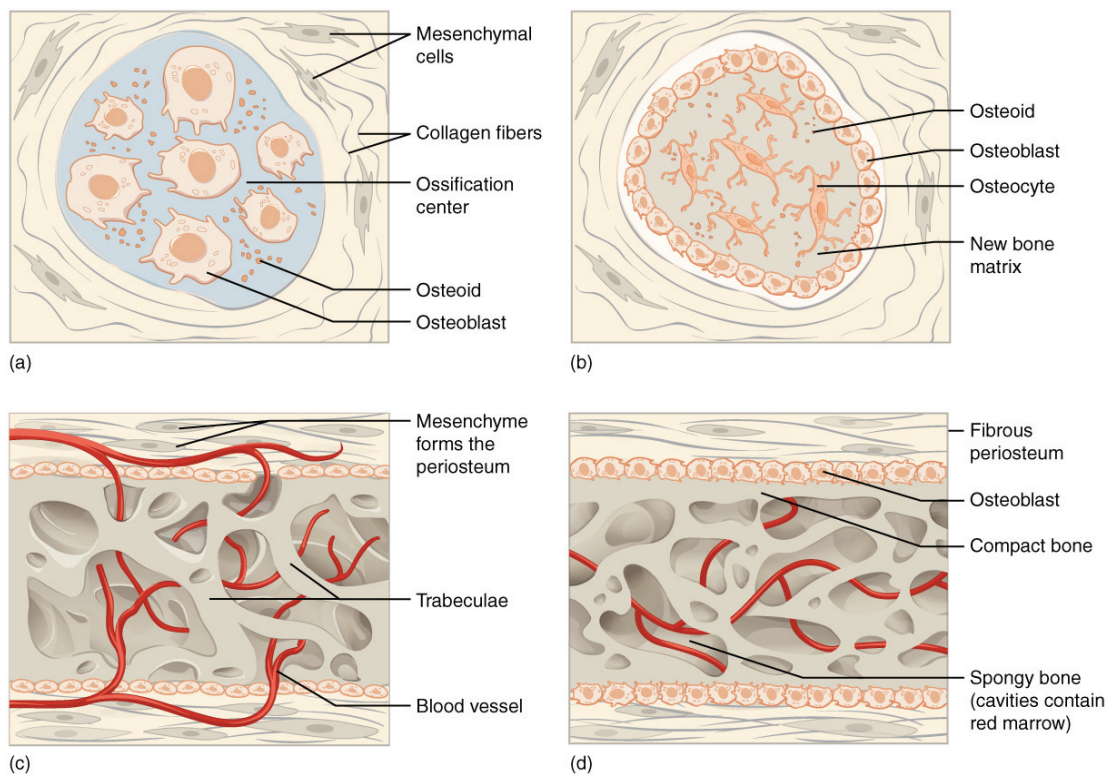 Mesenchymal
cells
Collagen fibers
Ossification
center
Osteoid
Osteoblast
(a)
Osteoid
Osteoblast
Osteocyte
New bone
matrix
(b)
Mesenchyme
forms the
periosteum
Trabeculae
Blood vessel
(c)
Fibrous
periosteum
Osteoblast
Compact bone
Spongy bone
(cavities contain
red marrow)
(d)